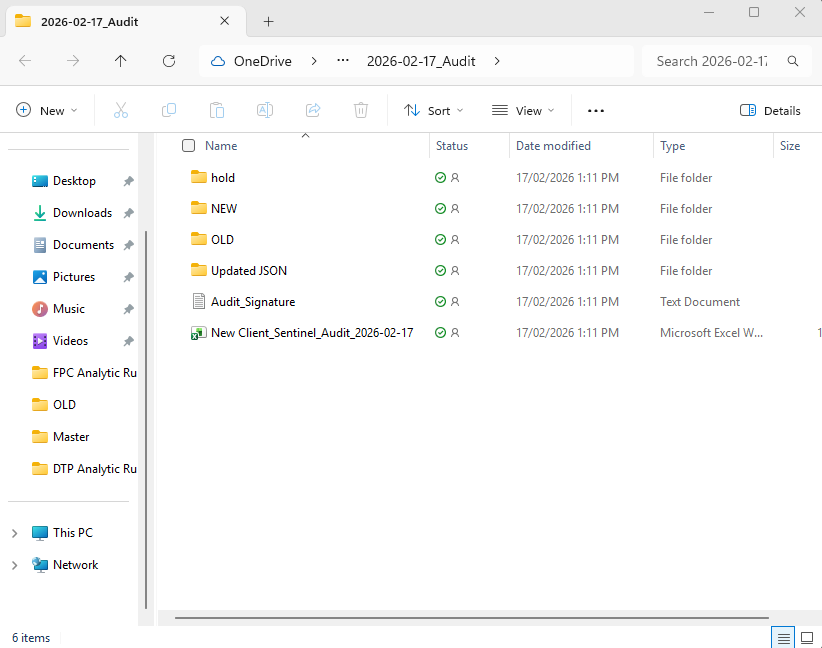 2026-02-17_Audit
OneDrive
2026-02-17_Audit
Search 2026-02-17
New
Sort
View
Details
Name Status Date modified Type Size
Desktop
Downloads
Documents
Pictures
Music
Videos
FPC Analytic Ru
OLD
Master
DTP Analytic Ru
This PC
Network
hold 17/02/2026 1:11 PM File folder
NEW 17/02/2026 1:11 PM File folder
OLD 17/02/2026 1:11 PM File folder
Updated JSON 17/02/2026 1:11 PM File folder
Audit_Signature 17/02/2026 1:11 PM Text Document
New Client_Sentinel_Audit_2026-02-17 17/02/2026 1:11 PM Microsoft Excel W... 1
6 items